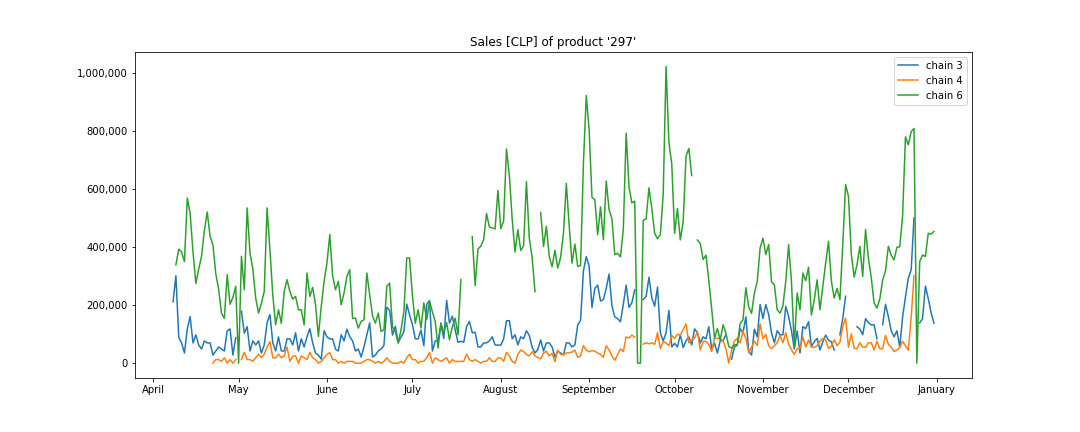 Sales [CLP] of product '297'
1,000,000
800,000
600,000
400,000
200,000
0
chain 3
chain 4
chain 6
April May June July August September October November December January